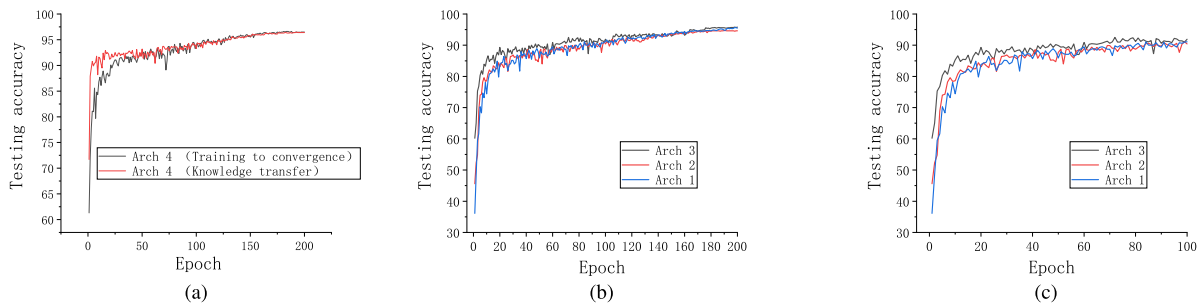 100
95
90
85
80
75
70
65
60
Testing accuracy
Arch 4 （Training to convergence）
Arch 4 （Knowledge transfer）
0 50 100 150 200
Epoch
(a)
100
90
80
70
60
50
40
30
Testing accuracy
Arch 3
Arch 2
Arch 1
0 20 40 60 80 100 120 140 160 180 200
Epoch
(b)
100
90
80
70
60
50
40
30
Testing accuracy
Arch 3
Arch 2
Arch 1
0 20 40 60 80 100
Epoch
(c)